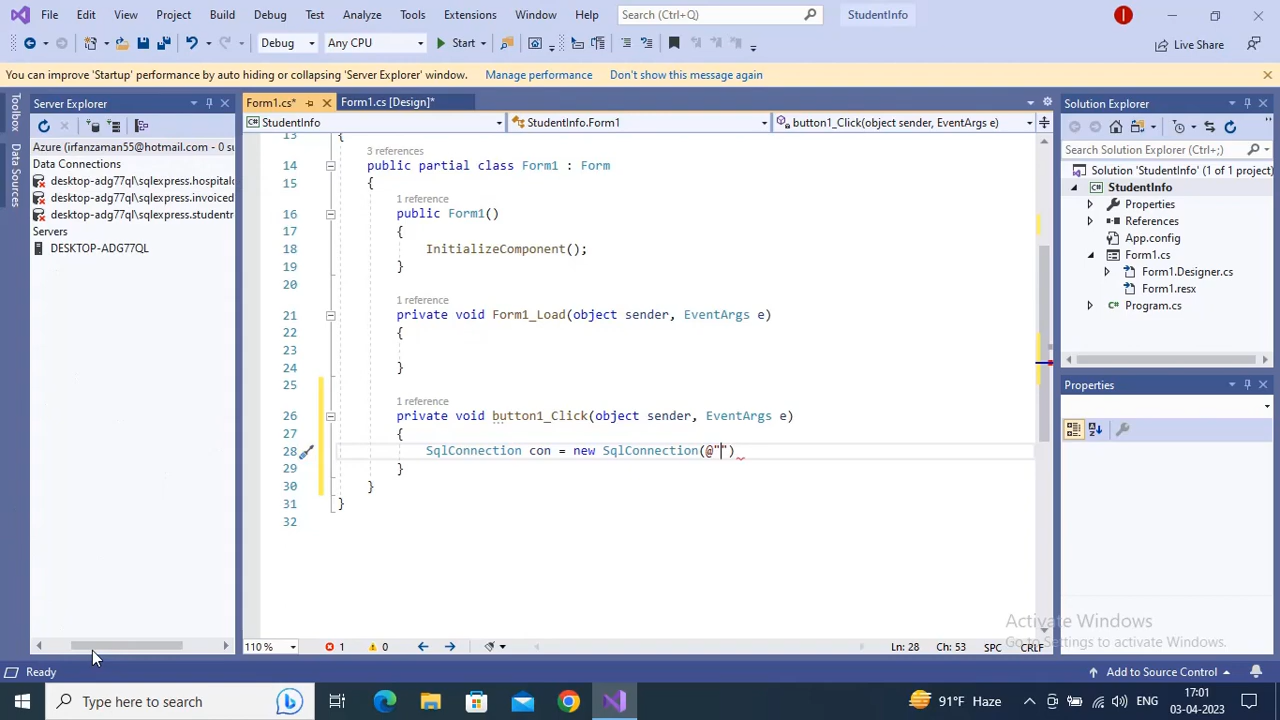 File Edit View Project Build Debug Test Analyze Tools Extensions Window Help Search (Ctrl+Q) StudentInfo
Debug Any CPU Start Live Share
You can improve 'Startup' performance by auto hiding or collapsing 'Server Explorer' window. Manage performance Don't show this message again
Toolbox
Data Sources
Server Explorer
Azure (irfanzaman55@hotmail.com - 0 su
Data Connections
desktop-adg77ql\sqlexpress.hospitalc
desktop-adg77ql\sqlexpress.invoiced
desktop-adg77ql\sqlexpress.studentr
Servers
DESKTOP-ADG77QL
Form1.cs* Form1.cs [Design]*
StudentInfo StudentInfo.Form1 button1_Click(object sender, EventArgs e)
13 {
3 references
14 public partial class Form1 : Form
15 {
1 reference
16 public Form1()
17 {
18 InitializeComponent();
19 }
20
1 reference
21 private void Form1_Load(object sender, EventArgs e)
22 {
23
24 }
25
1 reference
26 private void button1_Click(object sender, EventArgs e)
27 {
28 SqlConnection con = new SqlConnection(@"")
29 }
30 }
31 }
32
110 % 1 0 Ln: 28 Ch: 53 SPC CRLF
Solution Explorer
Search Solution Explorer (Ctrl+;)
Solution 'StudentInfo' (1 of 1 project)
StudentInfo
Properties
References
App.config
Form1.cs
Form1.Designer.cs
Form1.resx
Program.cs
Properties
Activate Windows
Go to Settings to activate Windows.
Ready Add to Source Control
Type here to search 91°F Haze ENG 17:01
03-04-2023